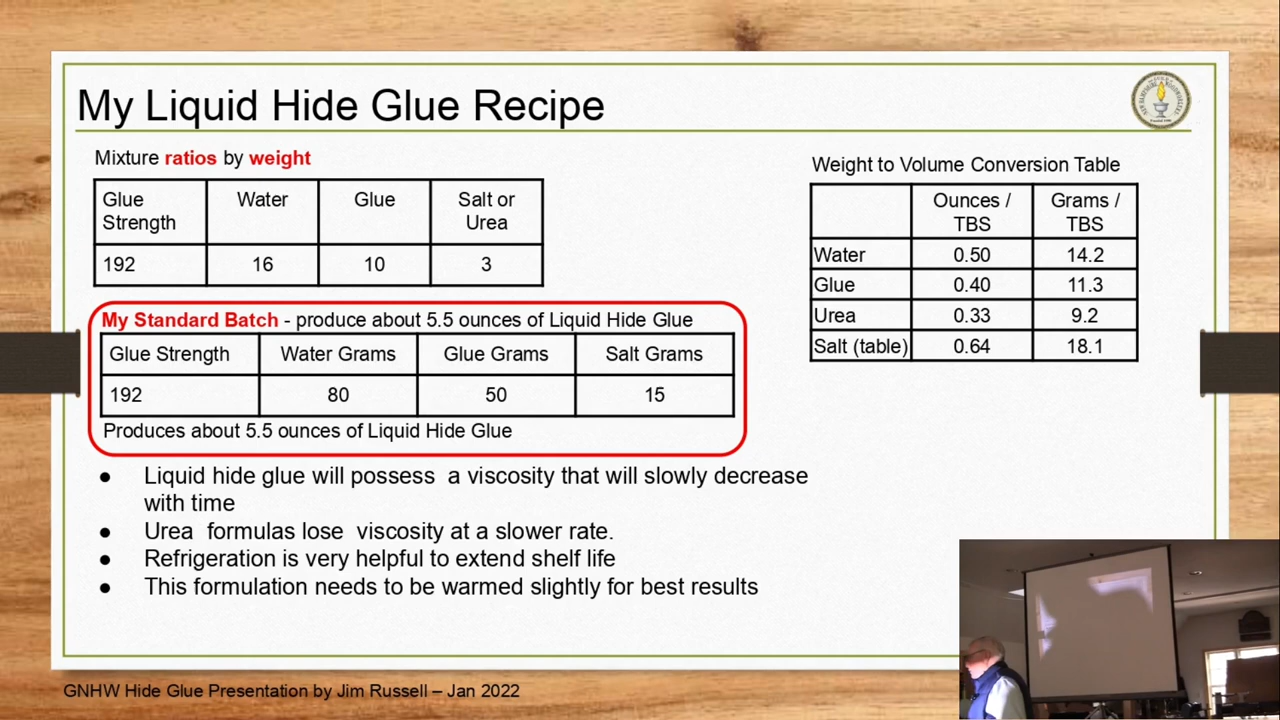 My Liquid Hide Glue Recipe
Mixture ratios by weight
Glue Strength Water Glue Salt or Urea
192 16 10 3
My Standard Batch - produce about 5.5 ounces of Liquid Hide Glue
Glue Strength Water Grams Glue Grams Salt Grams
192 80 50 15
Produces about 5.5 ounces of Liquid Hide Glue
Weight to Volume Conversion Table
Ounces / TBS Grams / TBS
Water 0.50 14.2
Glue 0.40 11.3
Urea 0.33 9.2
Salt (table) 0.64 18.1
● Liquid hide glue will possess a viscosity that will slowly decrease
with time
● Urea formulas lose viscosity at a slower rate.
● Refrigeration is very helpful to extend shelf life
● This formulation needs to be warmed slightly for best results
GNHW Hide Glue Presentation by Jim Russell – Jan 2022